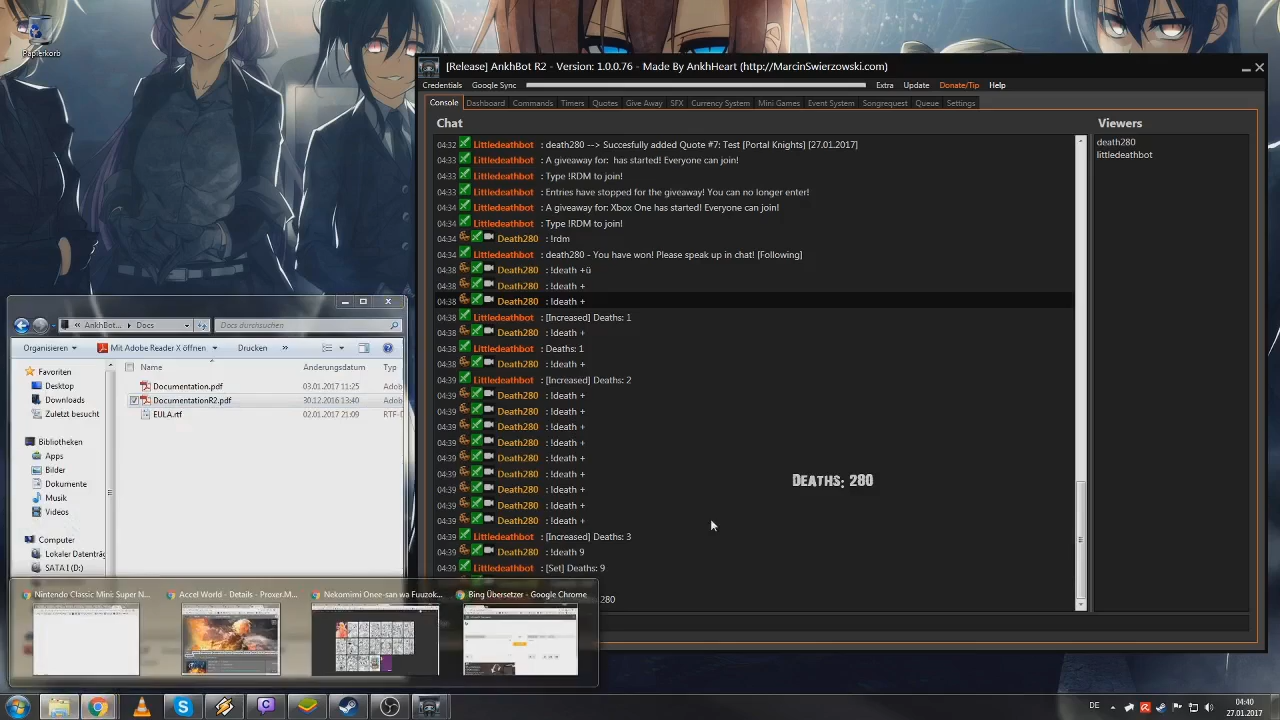 Papierkorb
[Release] AnkhBot R2 - Version: 1.0.0.76 - Made By AnkhHeart (http://MarcinSwierzowski.com)
Credentials Google Sync Extra Update Donate/Tip Help
Console Dashboard Commands Timers Quotes Give Away SFX Currency System Mini Games Event System Songrequest Queue Settings
Chat
04:32 Littledeathbot : death280 --> Succesfully added Quote #7: Test [Portal Knights] [27.01.2017]
04:33 Littledeathbot : A giveaway for: has started! Everyone can join!
04:33 Littledeathbot : Type !RDM to join!
04:33 Littledeathbot : Entries have stopped for the giveaway! You can no longer enter!
04:34 Littledeathbot : A giveaway for: Xbox One has started! Everyone can join!
04:34 Littledeathbot : Type !RDM to join!
04:34 Death280 : !rdm
04:34 Littledeathbot : death280 - You have won! Please speak up in chat! [Following]
04:38 Death280 : !death +ü
04:38 Death280 : !death +
04:38 Death280 : !death +
04:38 Littledeathbot : [Increased] Deaths: 1
04:38 Death280 : !death +
04:38 Littledeathbot : Deaths: 1
04:38 Death280 : !death +
04:38 Littledeathbot : [Increased] Deaths: 2
04:39 Death280 : !death +
04:39 Death280 : !death +
04:39 Death280 : !death +
04:39 Death280 : !death +
04:39 Death280 : !death +
04:39 Death280 : !death +
04:39 Death280 : !death +
04:39 Death280 : !death +
04:39 Death280 : !death +
04:39 Littledeathbot : [Increased] Deaths: 3
04:39 Death280 : !death 9
04:39 Littledeathbot : [Set] Deaths: 9
280
Viewers
death280
littledeathbot
Deaths: 280
AnkhBot... Docs
Docs durchsuchen
Organisieren Mit Adobe Reader X öffnen Drucken »
Name Änderungsdatum Typ
Documentation.pdf 03.01.2017 11:25 Adob
DocumentationR2.pdf 30.12.2016 13:40 Adob
EULA.rtf 02.01.2017 21:09 RTF-D
Favoriten
Desktop
Downloads
Zuletzt besucht
Bibliotheken
Apps
Bilder
Dokumente
Musik
Videos
Computer
Lokaler Datenträg
SATA I (D:)
Nintendo Classic Mini: Super N...
Accel World - Details - Proxer.M...
Nekomimi Onee-san wa Fuuzok...
Bing Übersetzer - Google Chrome
DE
04:40
27.01.2017